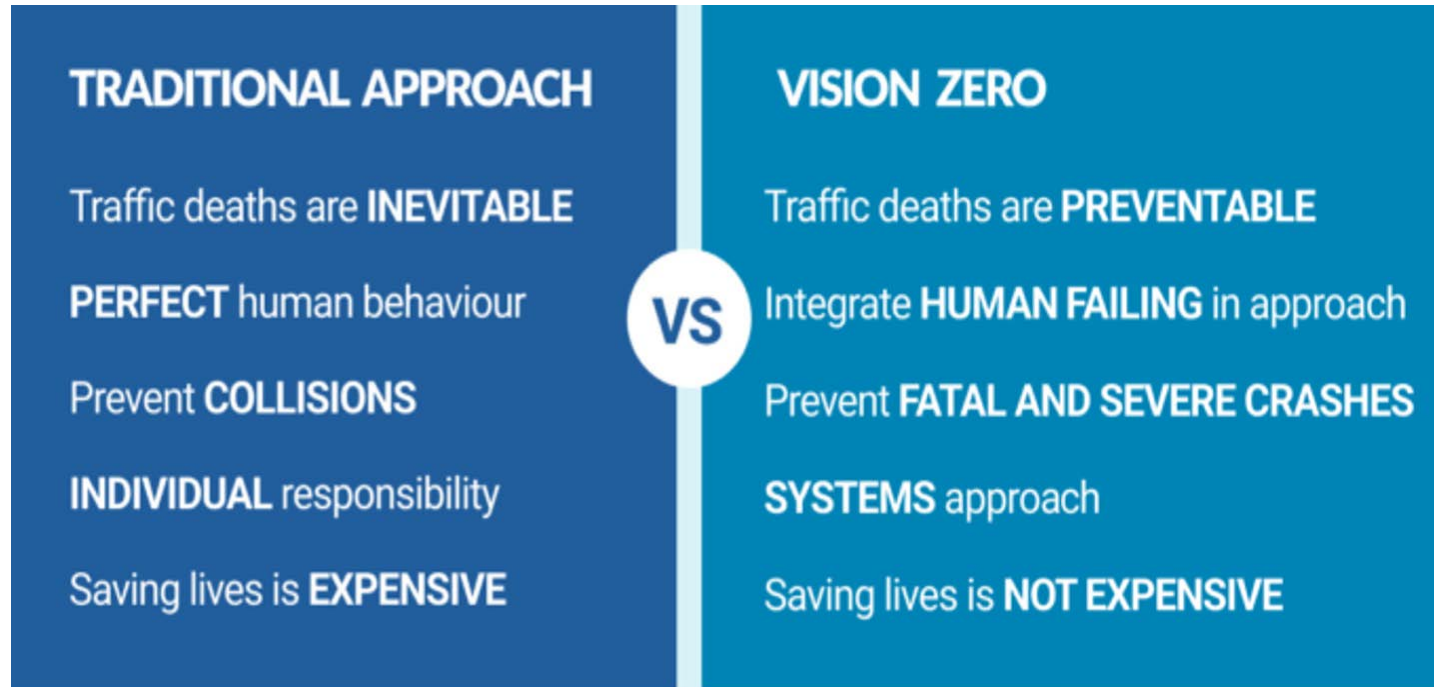 TRADITIONAL APPROACH
Traffic deaths are INEVITABLE
PERFECT human behaviour
Prevent COLLISIONS
INDIVIDUAL responsibility
Saving lives is EXPENSIVE
VS
VISION ZERO
Traffic deaths are PREVENTABLE
Integrate HUMAN FAILING in approach
Prevent FATAL AND SEVERE CRASHES
SYSTEMS approach
Saving lives is NOT EXPENSIVE